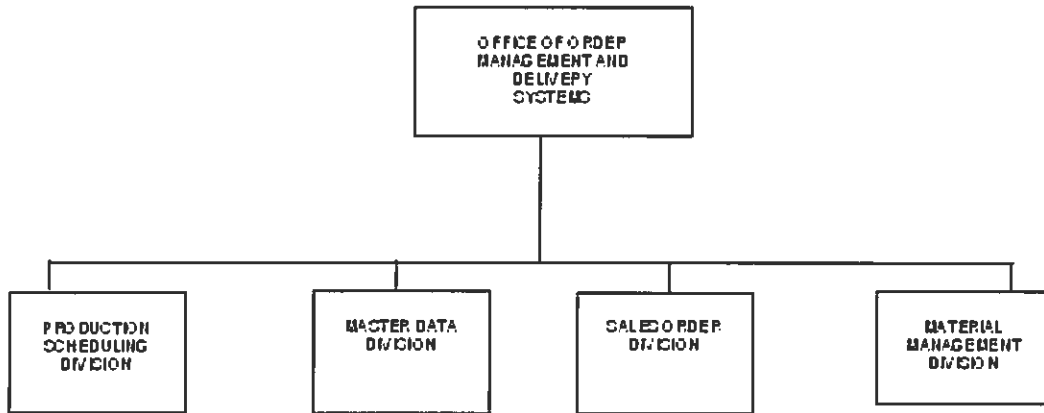 OFFICE OF ORDER
MANAGEMENT AND
DELIVERY
SYSTEMS
PRODUCTION
SCHEDULING
DIVISION
MASTER DATA
DIVISION
SALES ORDER
DIVISION
MATERIAL
MANAGEMENT
DIVISION